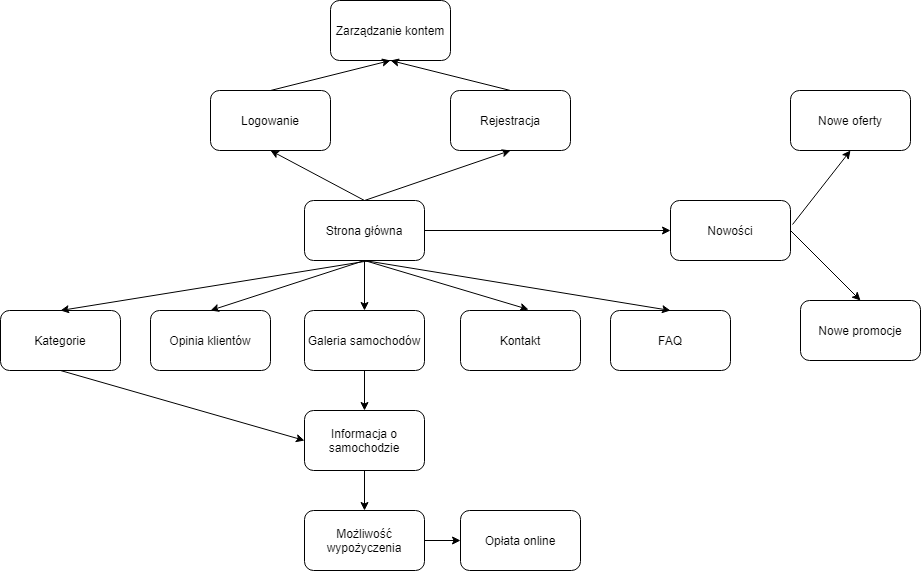 Zarządzanie kontem
Logowanie
Rejestracja
Nowe oferty
Strona główna
Nowości
Kategorie
Opinia klientów
Galeria samochodów
Kontakt
FAQ
Nowe promocje
Informacja o
samochodzie
Możliwość
wypożyczenia
Opłata online